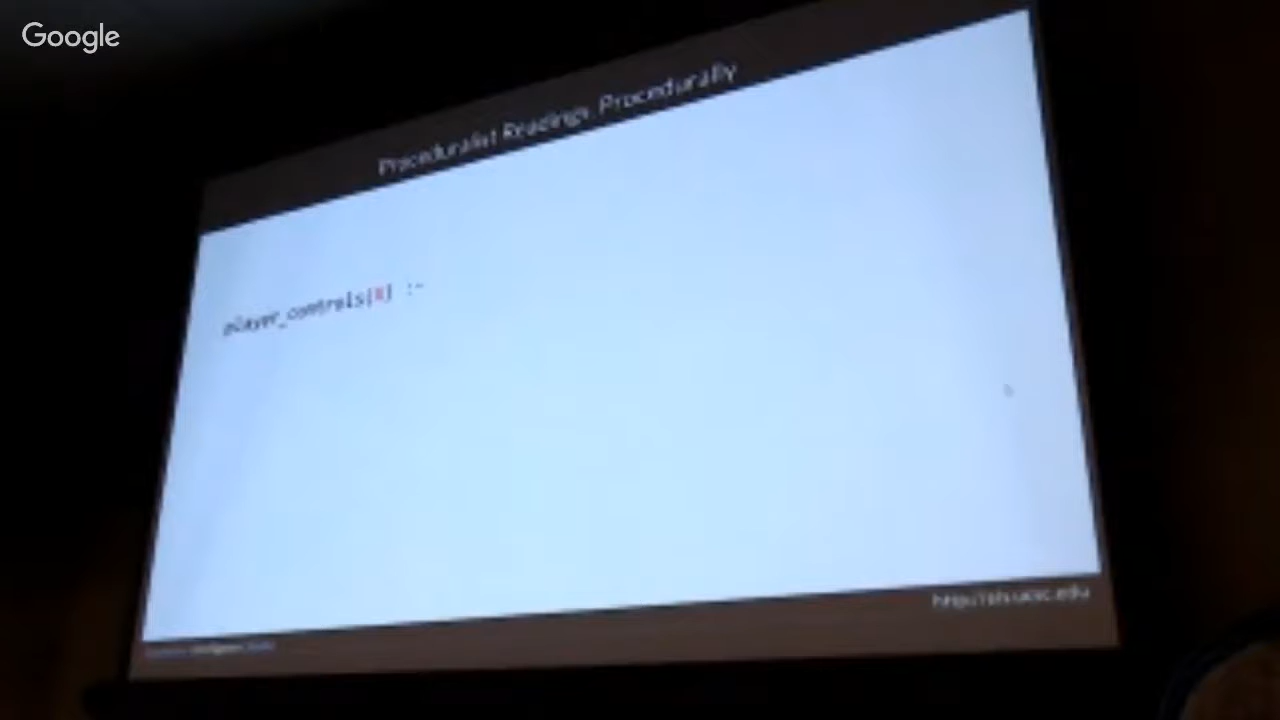 Google
Proceduralist Readings, Procedurally
player_controls(E) :-